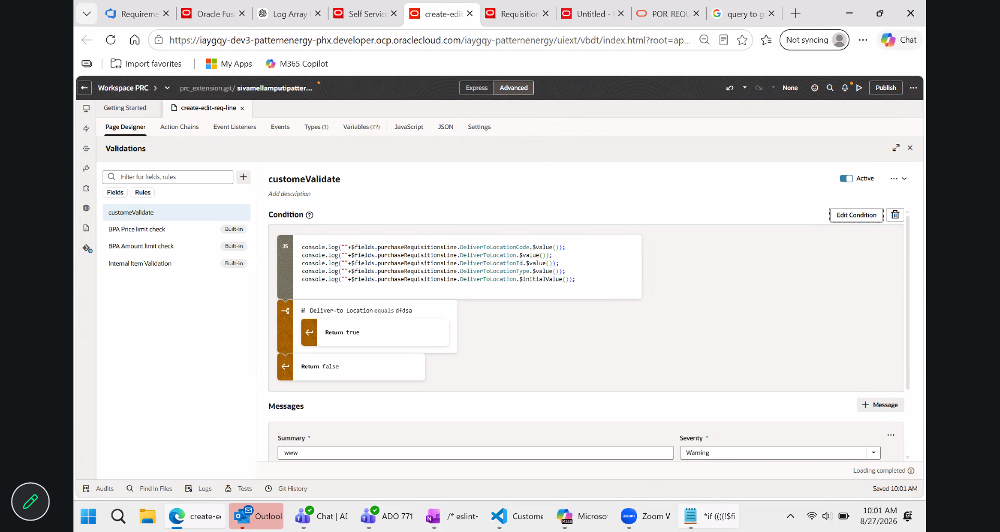 Requireme
Oracle Fus
Log Array
Self Service
create-edit
Requisition
Untitled -
POR_REQU
query to g
https://iaygqy-dev3-patternenergy-phx.developer.ocp.oraclecloud.com/iaygqy-patternenergy/uiext/vbdt/index.html?root=ap...
Not syncing
Chat
Import favorites
My Apps
M365 Copilot
Workspace PRC
prc_extension.git/ sivamellamputipatter...
Express
Advanced
None
Publish
Getting Started
create-edit-req-line
Page Designer
Action Chains
Event Listeners
Events
Types (1)
Variables (27)
JavaScript
JSON
Settings
Validations
Filter for fields, rules
Fields
Rules
customeValidate
BPA Price limit check
Built-in
BPA Amount limit check
Built-in
Internal Item Validation
Built-in
customeValidate
Active
Add description
Condition
Edit Condition
JS
console.log(""+$fields.purchaseRequisitionsLine.DeliverToLocationCode.$value());
console.log(""+$fields.purchaseRequisitionsLine.DeliverToLocation.$value());
console.log(""+$fields.purchaseRequisitionsLine.DeliverToLocationId.$value());
console.log(""+$fields.purchaseRequisitionsLine.DeliverToLocationType.$value());
console.log(""+$fields.purchaseRequisitionsLine.DeliverToLocation.$initialValue());
if Deliver-to Location equals dfdsa
Return true
Return false
Messages
+ Message
Summary *
Severity *
www
Warning
Loading completed
Audits
Find in Files
Logs
Tests
Git History
Saved 10:01 AM
create-e
Outlook
Chat | AD
ADO 771
/* eslint-
Custome
M365
Microso
zoom
Zoom W
*if ((((!$fi
10:01 AM
8/27/2026